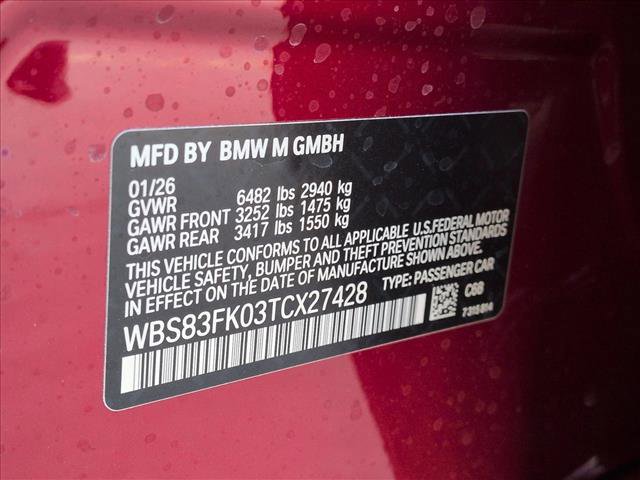 MFD BY BMW M GMBH
01/26
GVWR 6482 lbs 2940 kg
GAWR FRONT 3252 lbs 1475 kg
GAWR REAR 3417 lbs 1550 kg
THIS VEHICLE CONFORMS TO ALL APPLICABLE U.S.FEDERAL MOTOR
VEHICLE SAFETY, BUMPER AND THEFT PREVENTION STANDARDS
IN EFFECT ON THE DATE OF MANUFACTURE SHOWN ABOVE.
WBS83FK03TCX27428 TYPE: PASSENGER CAR
C68
7315814